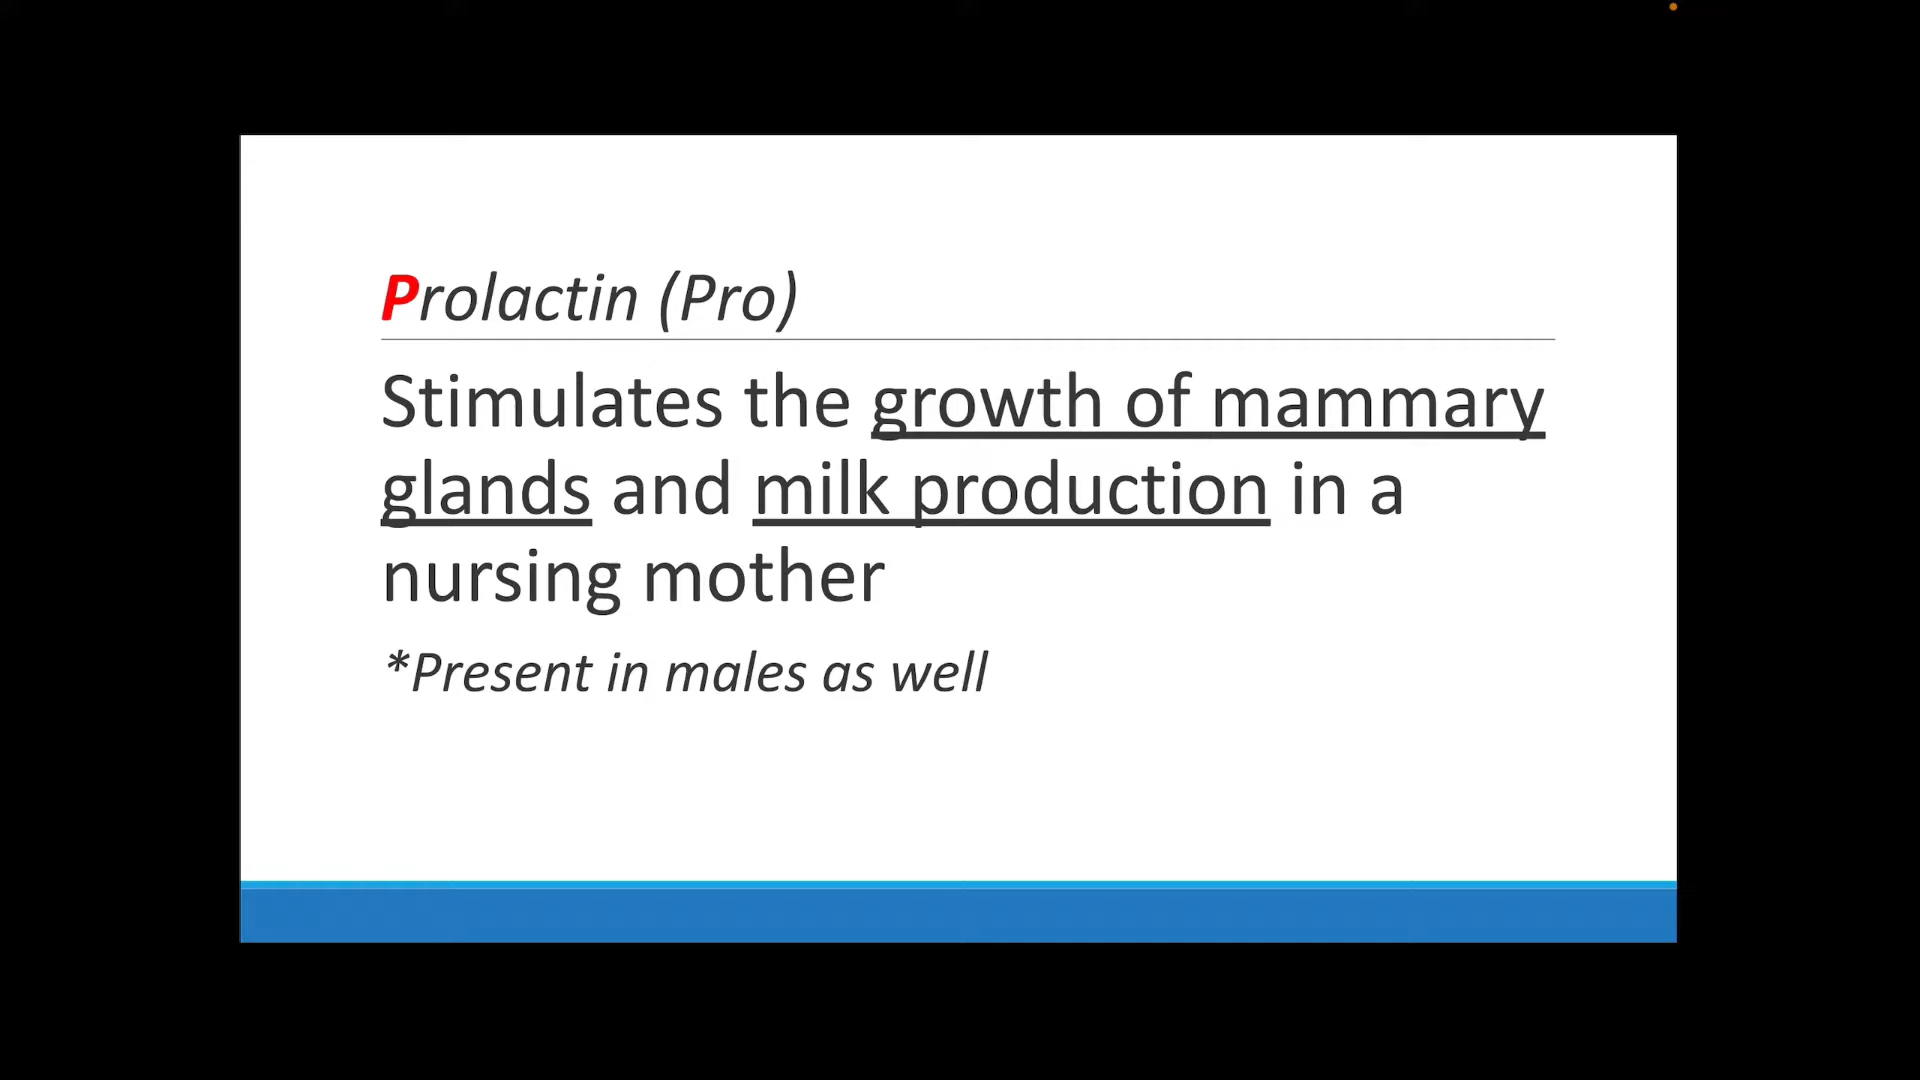 Prolactin (Pro)
Stimulates the growth of mammary
glands and milk production in a
nursing mother
*Present in males as well